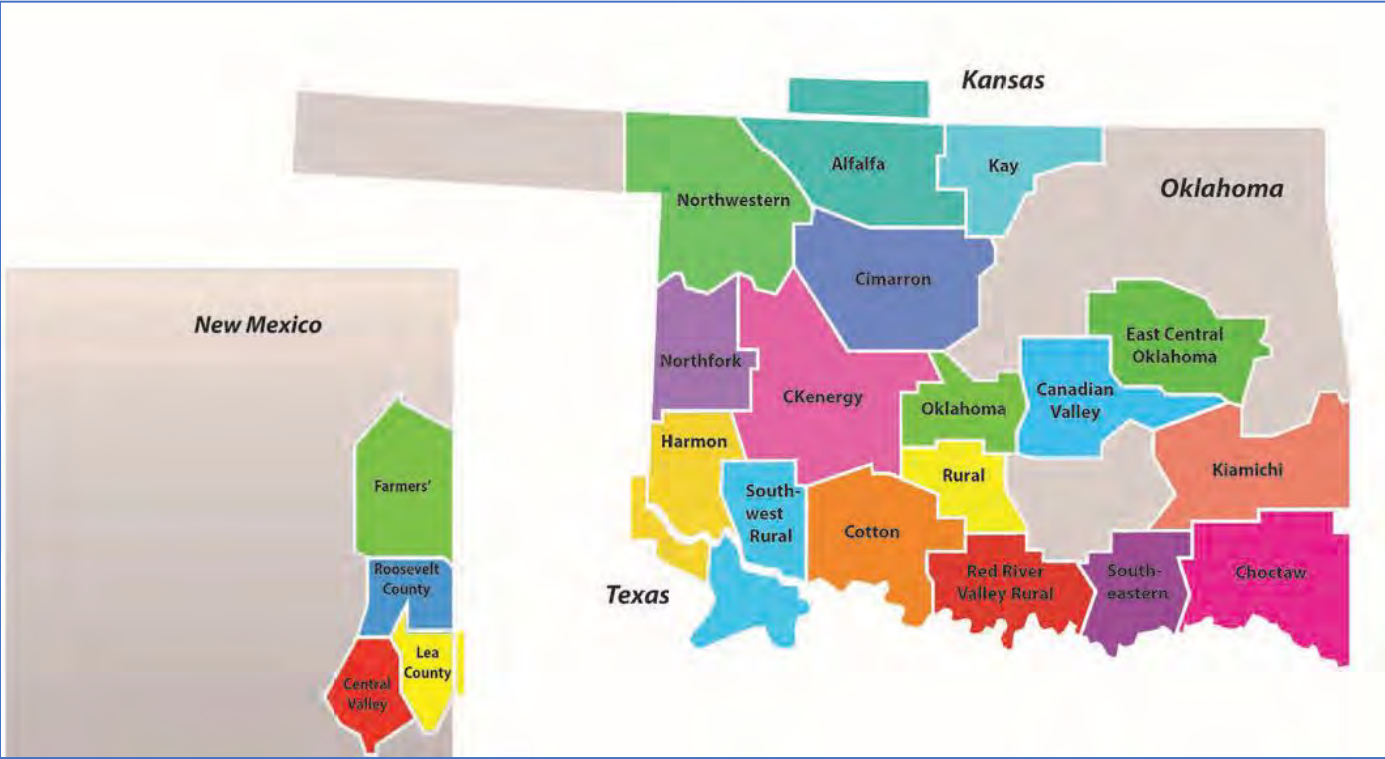 Kansas
Alfalfa
Kay
Oklahoma
Northwestern
Cimarron
New Mexico
East Central
Oklahoma
Northfork
CKenergy
Canadian
Valley
Oklahoma
Harmon
Kiamichi
Rural
Farmers'
South-
west
Rural
Cotton
Roosevelt
County
Red River
Valley Rural
South-
eastern
Choctaw
Texas
Lea
County
Central
Valley